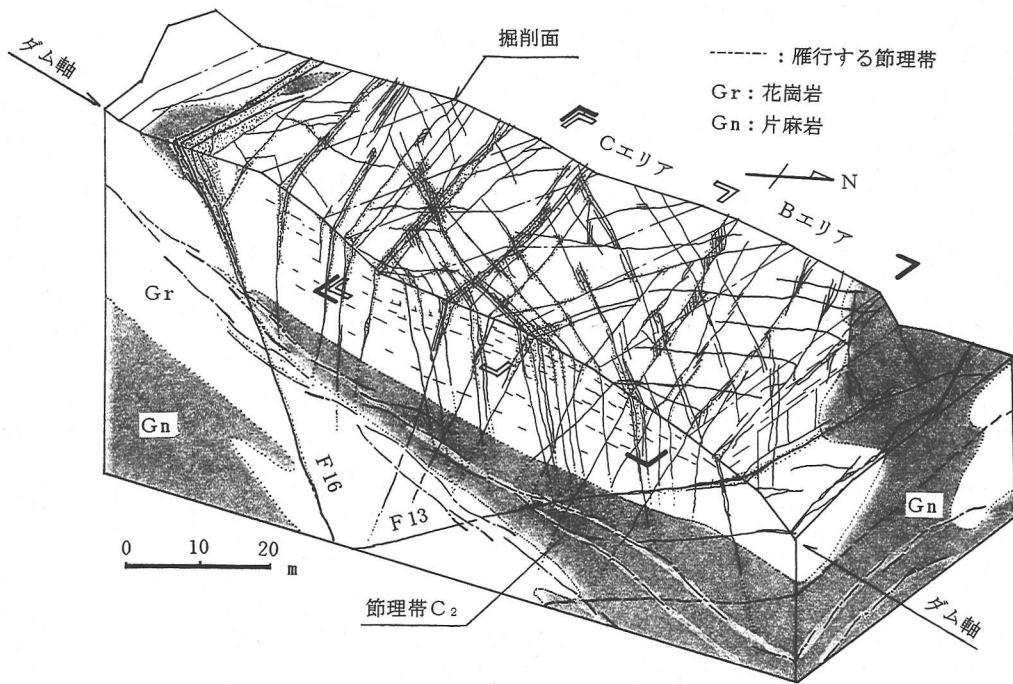 ダム軸
掘削面
-------：雁行する節理帯
Gr：花崗岩
Gn：片麻岩
Cエリア
N
Bエリア
Gr
Gn
F16
F13
Gn
0 10 20
m
節理帯C₂
ダム軸